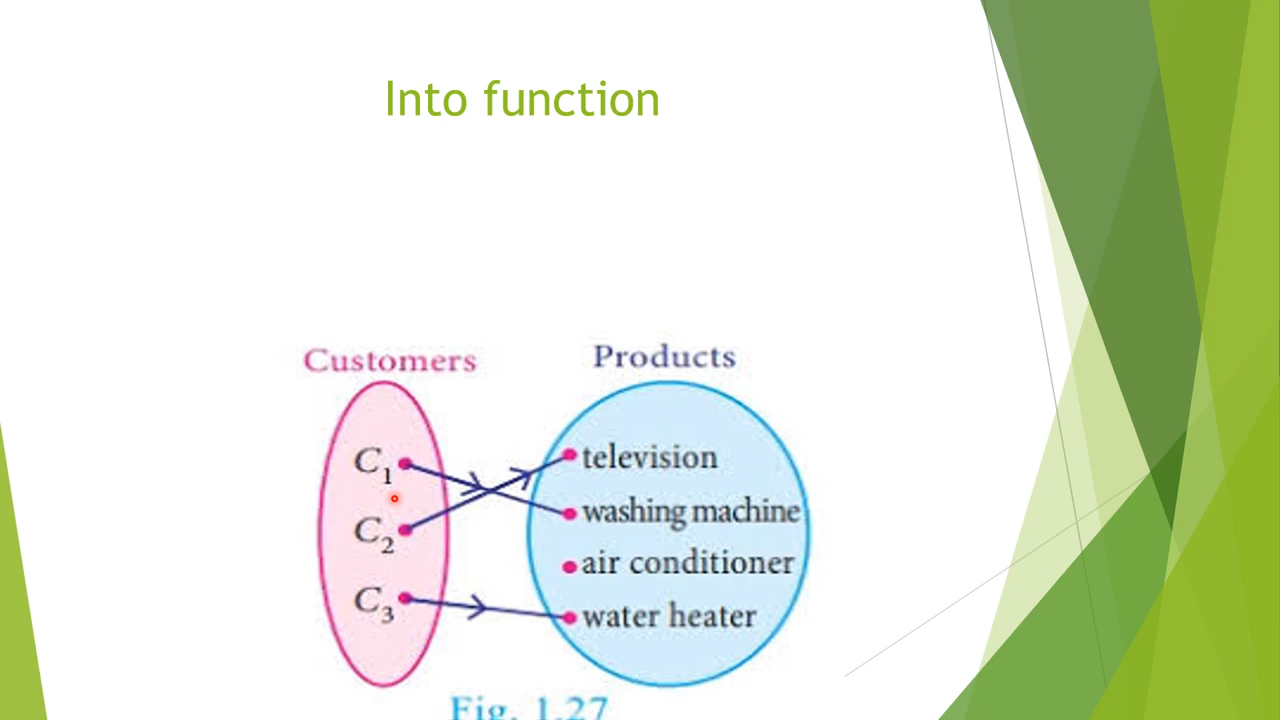 Into function
Customers
Products
C₁
television
washing machine
C₂
air conditioner
C₃
water heater
Fig. 1.27